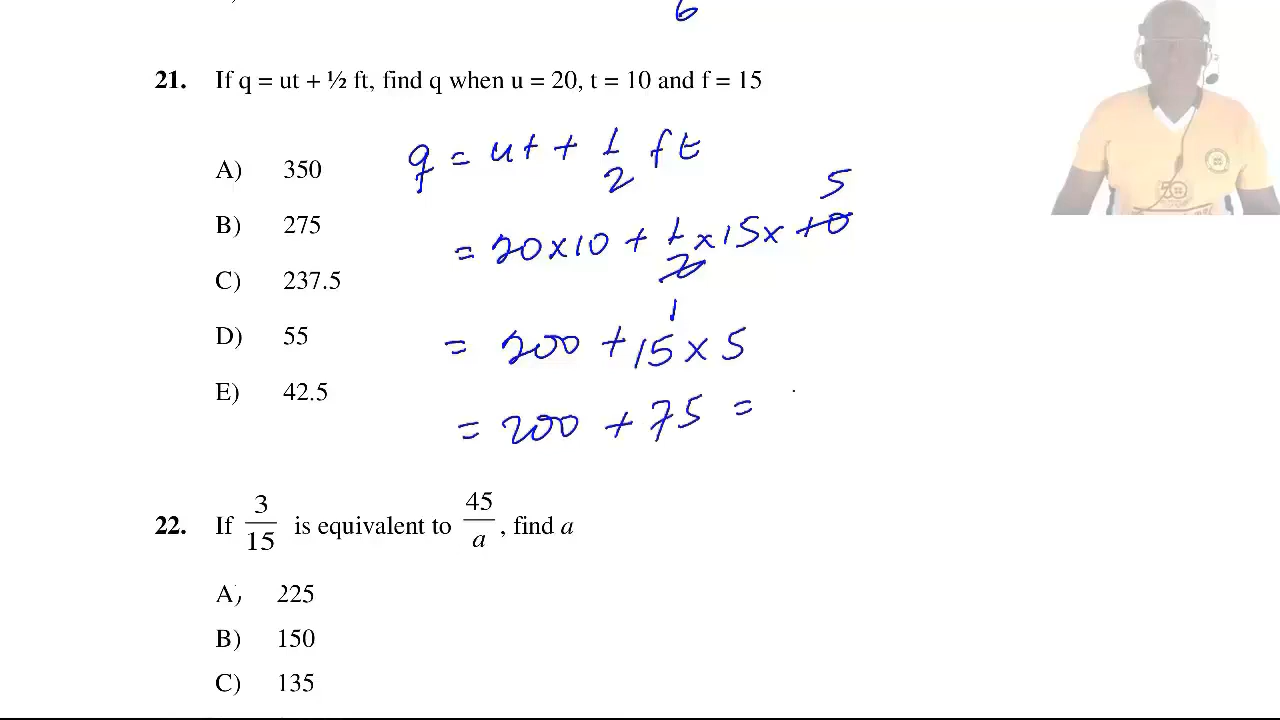 6
21. If q = ut + ½ ft, find q when u = 20, t = 10 and f = 15
q = ut + 1/2 ft
A) 350
5
B) 275
= 20 x 10 + 1/2 x 15 x 10
C) 237.5
1
D) 55
= 200 + 15 x 5
E) 42.5
= 200 + 75 =
22. If 3/15 is equivalent to 45/a, find a
A) 225
B) 150
C) 135